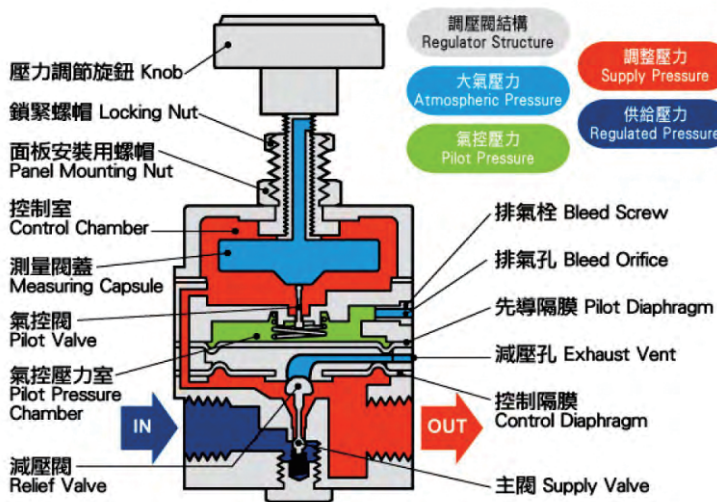 調壓閥結構
Regulator Structure
大氣壓力
Atmospheric Pressure
氣控壓力
Pilot Pressure
調整壓力
Supply Pressure
供給壓力
Regulated Pressure
壓力調節旋鈕 Knob
鎖緊螺帽 Locking Nut
面板安裝用螺帽
Panel Mounting Nut
控制室
Control Chamber
測量閥蓋
Measuring Capsule
氣控閥
Pilot Valve
氣控壓力室
Pilot Pressure
Chamber
IN
減壓閥
Relief Valve
排氣栓 Bleed Screw
排氣孔 Bleed Orifice
先導隔膜 Pilot Diaphragm
減壓孔 Exhaust Vent
控制隔膜
Control Diaphragm
OUT
主閥 Supply Valve